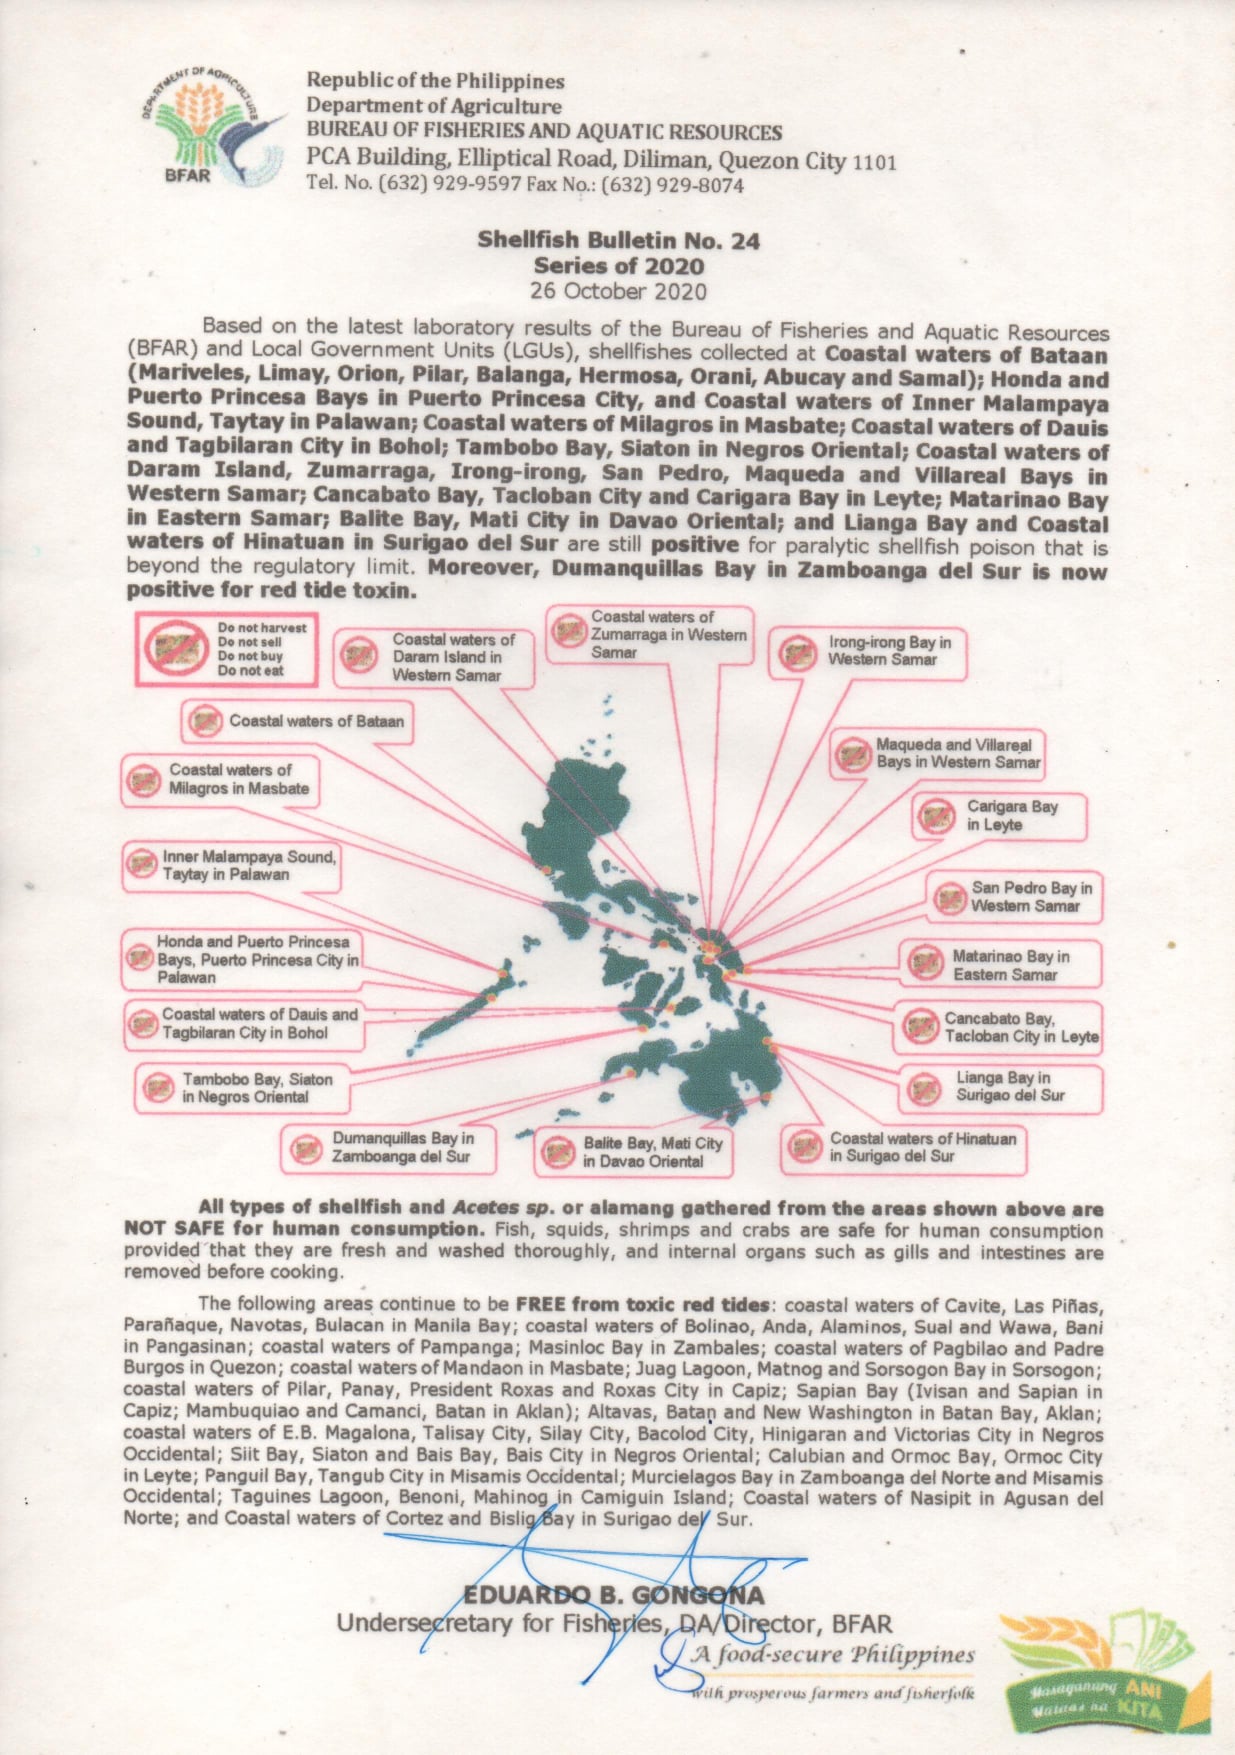 DEPARTMENT OF AGRICULTURE
BFAR
Republic of the Philippines
Department of Agriculture
BUREAU OF FISHERIES AND AQUATIC RESOURCES
PCA Building, Elliptical Road, Diliman, Quezon City 1101
Tel. No. (632) 929-9597 Fax No.: (632) 929-8074
Shellfish Bulletin No. 24
Series of 2020
26 October 2020
Based on the latest laboratory results of the Bureau of Fisheries and Aquatic Resources
(BFAR) and Local Government Units (LGUs), shellfishes collected at Coastal waters of Bataan
(Mariveles, Limay, Orion, Pilar, Balanga, Hermosa, Orani, Abucay and Samal); Honda and
Puerto Princesa Bays in Puerto Princesa City, and Coastal waters of Inner Malampaya
Sound, Taytay in Palawan; Coastal waters of Milagros in Masbate; Coastal waters of Dauis
and Tagbilaran City in Bohol; Tambobo Bay, Siaton in Negros Oriental; Coastal waters of
Daram Island, Zumarraga, Irong-irong, San Pedro, Maqueda and Villareal Bays in
Western Samar; Cancabato Bay, Tacloban City and Carigara Bay in Leyte; Matarinao Bay
in Eastern Samar; Balite Bay, Mati City in Davao Oriental; and Lianga Bay and Coastal
waters of Hinatuan in Surigao del Sur are still positive for paralytic shellfish poison that is
beyond the regulatory limit. Moreover, Dumanquillas Bay in Zamboanga del Sur is now
positive for red tide toxin.
Do not harvest
Do not sell
Do not buy
Do not eat
Coastal waters of
Daram Island in
Western Samar
Coastal waters of
Zumarraga in Western
Samar
Irong-irong Bay in
Western Samar
Coastal waters of Bataan
Maqueda and Villareal
Bays in Western Samar
Coastal waters of
Milagros in Masbate
Carigara Bay
in Leyte
Inner Malampaya Sound,
Taytay in Palawan
San Pedro Bay in
Western Samar
Honda and Puerto Princesa
Bays, Puerto Princesa City in
Palawan
Matarinao Bay in
Eastern Samar
Coastal waters of Dauis and
Tagbilaran City in Bohol
Cancabato Bay,
Tacloban City in Leyte
Tambobo Bay, Siaton
in Negros Oriental
Lianga Bay in
Surigao del Sur
Dumanquillas Bay in
Zamboanga del Sur
Balite Bay, Mati City
in Davao Oriental
Coastal waters of Hinatuan
in Surigao del Sur
All types of shellfish and Acetes sp. or alamang gathered from the areas shown above are
NOT SAFE for human consumption. Fish, squids, shrimps and crabs are safe for human consumption
provided that they are fresh and washed thoroughly, and internal organs such as gills and intestines are
removed before cooking.
The following areas continue to be FREE from toxic red tides: coastal waters of Cavite, Las Piñas,
Parañaque, Navotas, Bulacan in Manila Bay; coastal waters of Bolinao, Anda, Alaminos, Sual and Wawa, Bani
in Pangasinan; coastal waters of Pampanga; Masinloc Bay in Zambales; coastal waters of Pagbilao and Padre
Burgos in Quezon; coastal waters of Mandaon in Masbate; Juag Lagoon, Matnog and Sorsogon Bay in Sorsogon;
coastal waters of Pilar, Panay, President Roxas and Roxas City in Capiz; Sapian Bay (Ivisan and Sapian in
Capiz; Mambuquiao and Camanci, Batan in Aklan); Altavas, Batan and New Washington in Batan Bay, Aklan;
coastal waters of E.B. Magalona, Talisay City, Silay City, Bacolod City, Hinigaran and Victorias City in Negros
Occidental; Siit Bay, Siaton and Bais Bay, Bais City in Negros Oriental; Calubian and Ormoc Bay, Ormoc City
in Leyte; Panguil Bay, Tangub City in Misamis Occidental; Murcielagos Bay in Zamboanga del Norte and Misamis
Occidental; Taguines Lagoon, Benoni, Mahinog in Camiguin Island; Coastal waters of Nasipit in Agusan del
Norte; and Coastal waters of Cortez and Bislig Bay in Surigao del Sur.
EDUARDO B. GONGONA
Undersecretary for Fisheries, DA/Director, BFAR
A food-secure Philippines
with prosperous farmers and fisherfolk
Masaganang ANI
Mataas na KITA